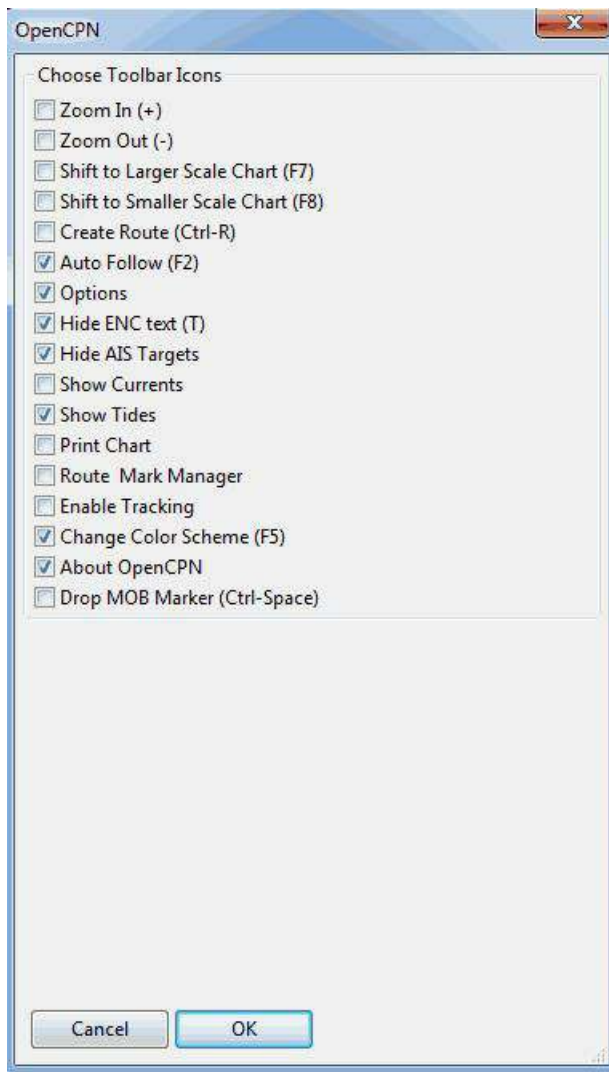 OpenCPN
Choose Toolbar Icons
Zoom In (+)
Zoom Out (-)
Shift to Larger Scale Chart (F7)
Shift to Smaller Scale Chart (F8)
Create Route (Ctrl-R)
Auto Follow (F2)
Options
Hide ENC text (T)
Hide AIS Targets
Show Currents
Show Tides
Print Chart
Route  Mark Manager
Enable Tracking
Change Color Scheme (F5)
About OpenCPN
Drop MOB Marker (Ctrl-Space)
Cancel OK